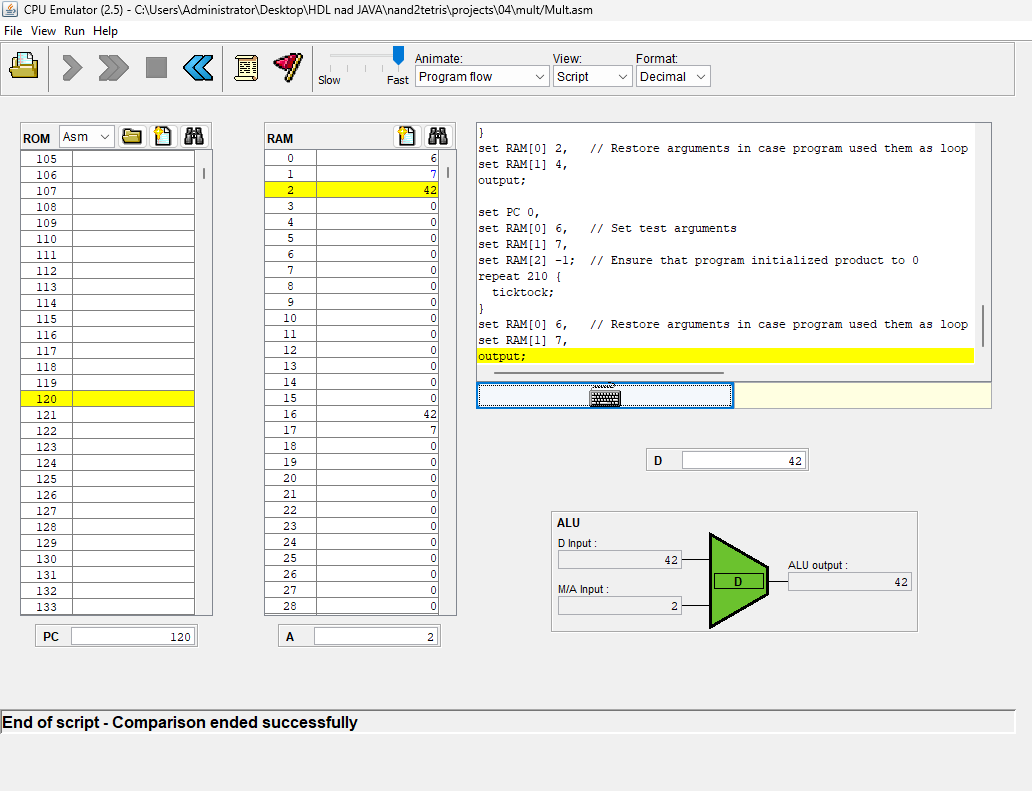 CPU Emulator (2.5) - C:\Users\Administrator\Desktop\HDL nad JAVA\nand2tetris\projects\04\mult/Mult.asm
File View Run Help
Slow Fast
Animate:
Program flow
View:
Script
Format:
Decimal
ROM Asm
105
106
107
108
109
110
111
112
113
114
115
116
117
118
119
120
121
122
123
124
125
126
127
128
129
130
131
132
133
PC 120
RAM
0 6
1 7
2 42
3 0
4 0
5 0
6 0
7 0
8 0
9 0
10 0
11 0
12 0
13 0
14 0
15 0
16 42
17 7
18 0
19 0
20 0
21 0
22 0
23 0
24 0
25 0
26 0
27 0
28 0
A 2
}
set RAM[0] 2,   // Restore arguments in case program used them as loop
set RAM[1] 4,
output;
set PC 0,
set RAM[0] 6,   // Set test arguments
set RAM[1] 7,
set RAM[2] -1;  // Ensure that program initialized product to 0
repeat 210 {
  ticktock;
}
set RAM[0] 6,   // Restore arguments in case program used them as loop
set RAM[1] 7,
output;
D 42
ALU
D Input :
42
M/A Input :
2
D
ALU output :
42
End of script - Comparison ended successfully